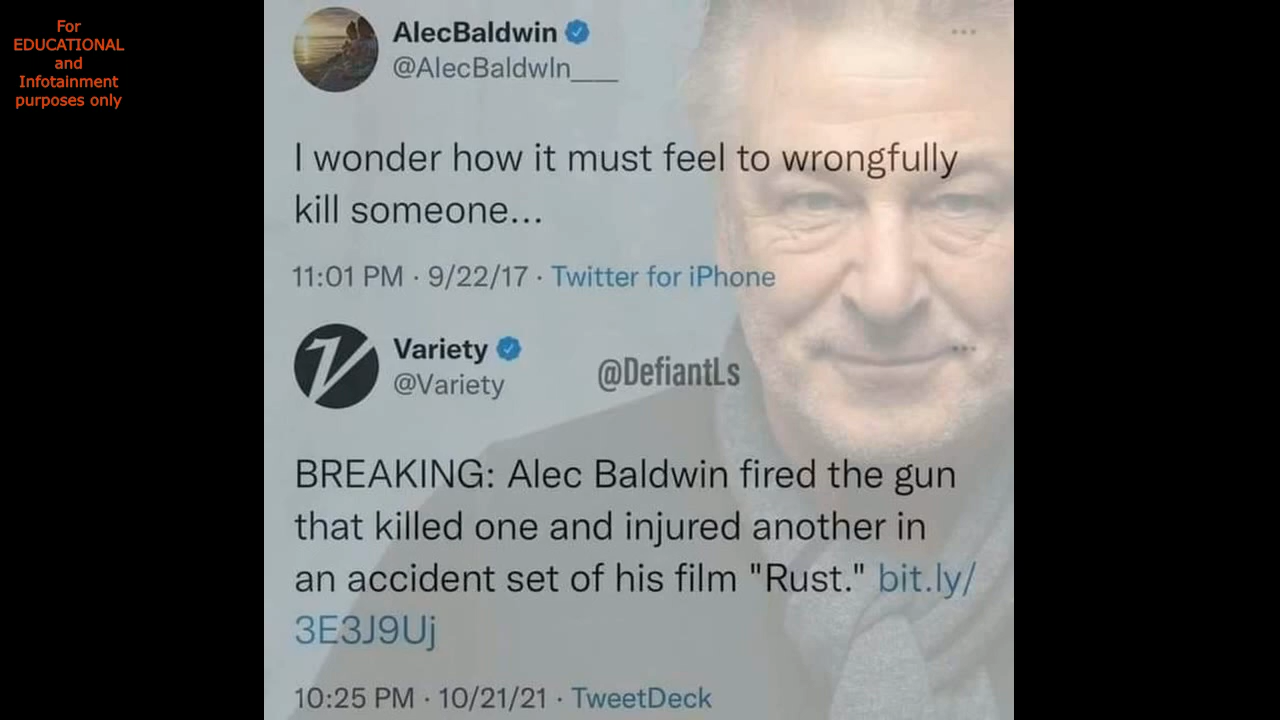 For
EDUCATIONAL
and
Infotainment
purposes only
AlecBaldwin
@AlecBaldwln___
I wonder how it must feel to wrongfully
kill someone...
11:01 PM · 9/22/17 · Twitter for iPhone
Variety
@Variety
@DefiantLs
BREAKING: Alec Baldwin fired the gun
that killed one and injured another in
an accident set of his film "Rust." bit.ly/
3E3J9Uj
10:25 PM · 10/21/21 · TweetDeck